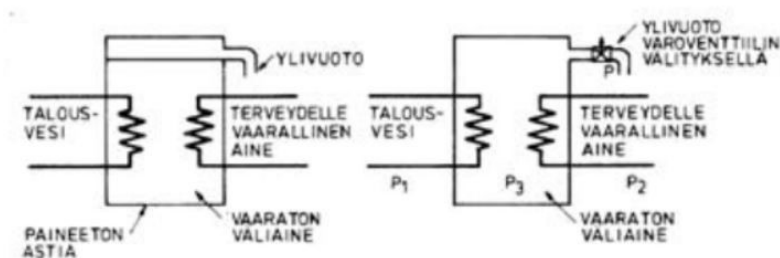 YLIVUOTO
TALOUS-
VESI
TERVEYDELLE
VAARALLINEN
AINE
PAINEETON
ASTIA
VAARATON
VÄLIAINE
YLIVUOTO
VAROVENTTIILIN
VÄLITYKSELLÄ
P
TALOUS-
VESI
TERVEYDELLE
VAARALLINEN
AINE
P₁
P₃
P₂
VAARATON
VÄLIAINE